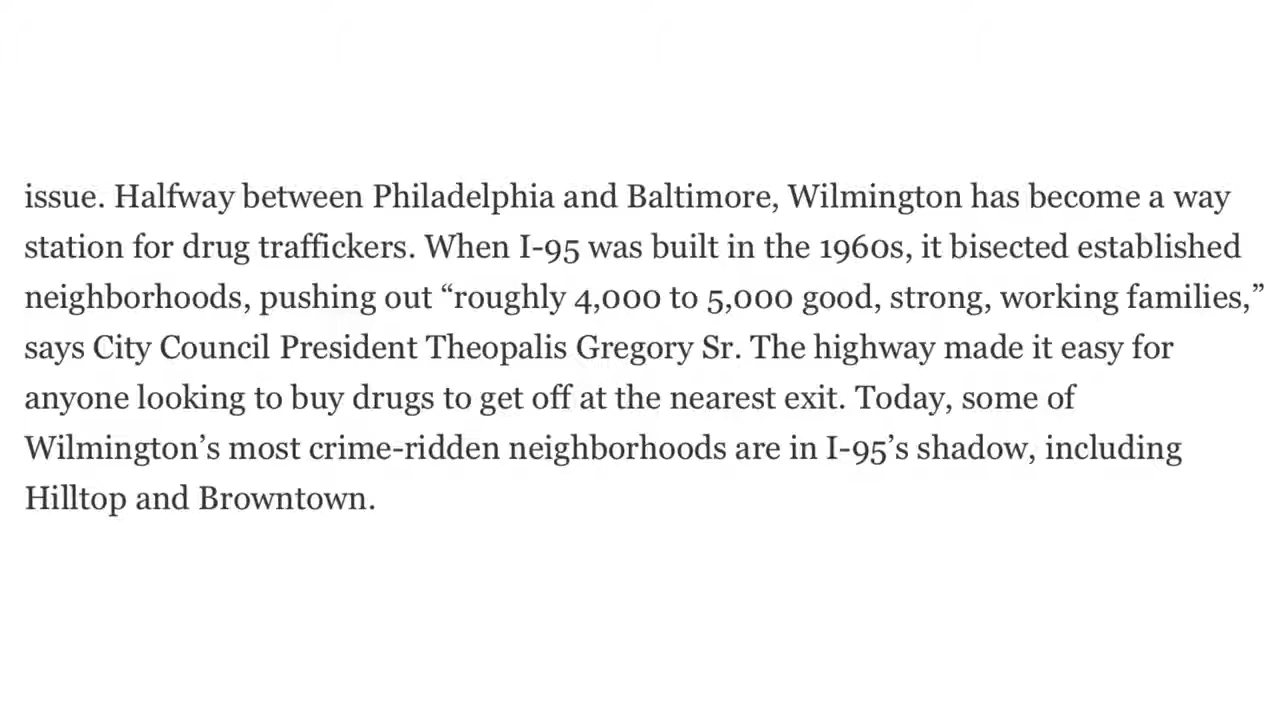 issue. Halfway between Philadelphia and Baltimore, Wilmington has become a way
station for drug traffickers. When I-95 was built in the 1960s, it bisected established
neighborhoods, pushing out “roughly 4,000 to 5,000 good, strong, working families,”
says City Council President Theopalis Gregory Sr. The highway made it easy for
anyone looking to buy drugs to get off at the nearest exit. Today, some of
Wilmington’s most crime-ridden neighborhoods are in I-95’s shadow, including
Hilltop and Browntown.